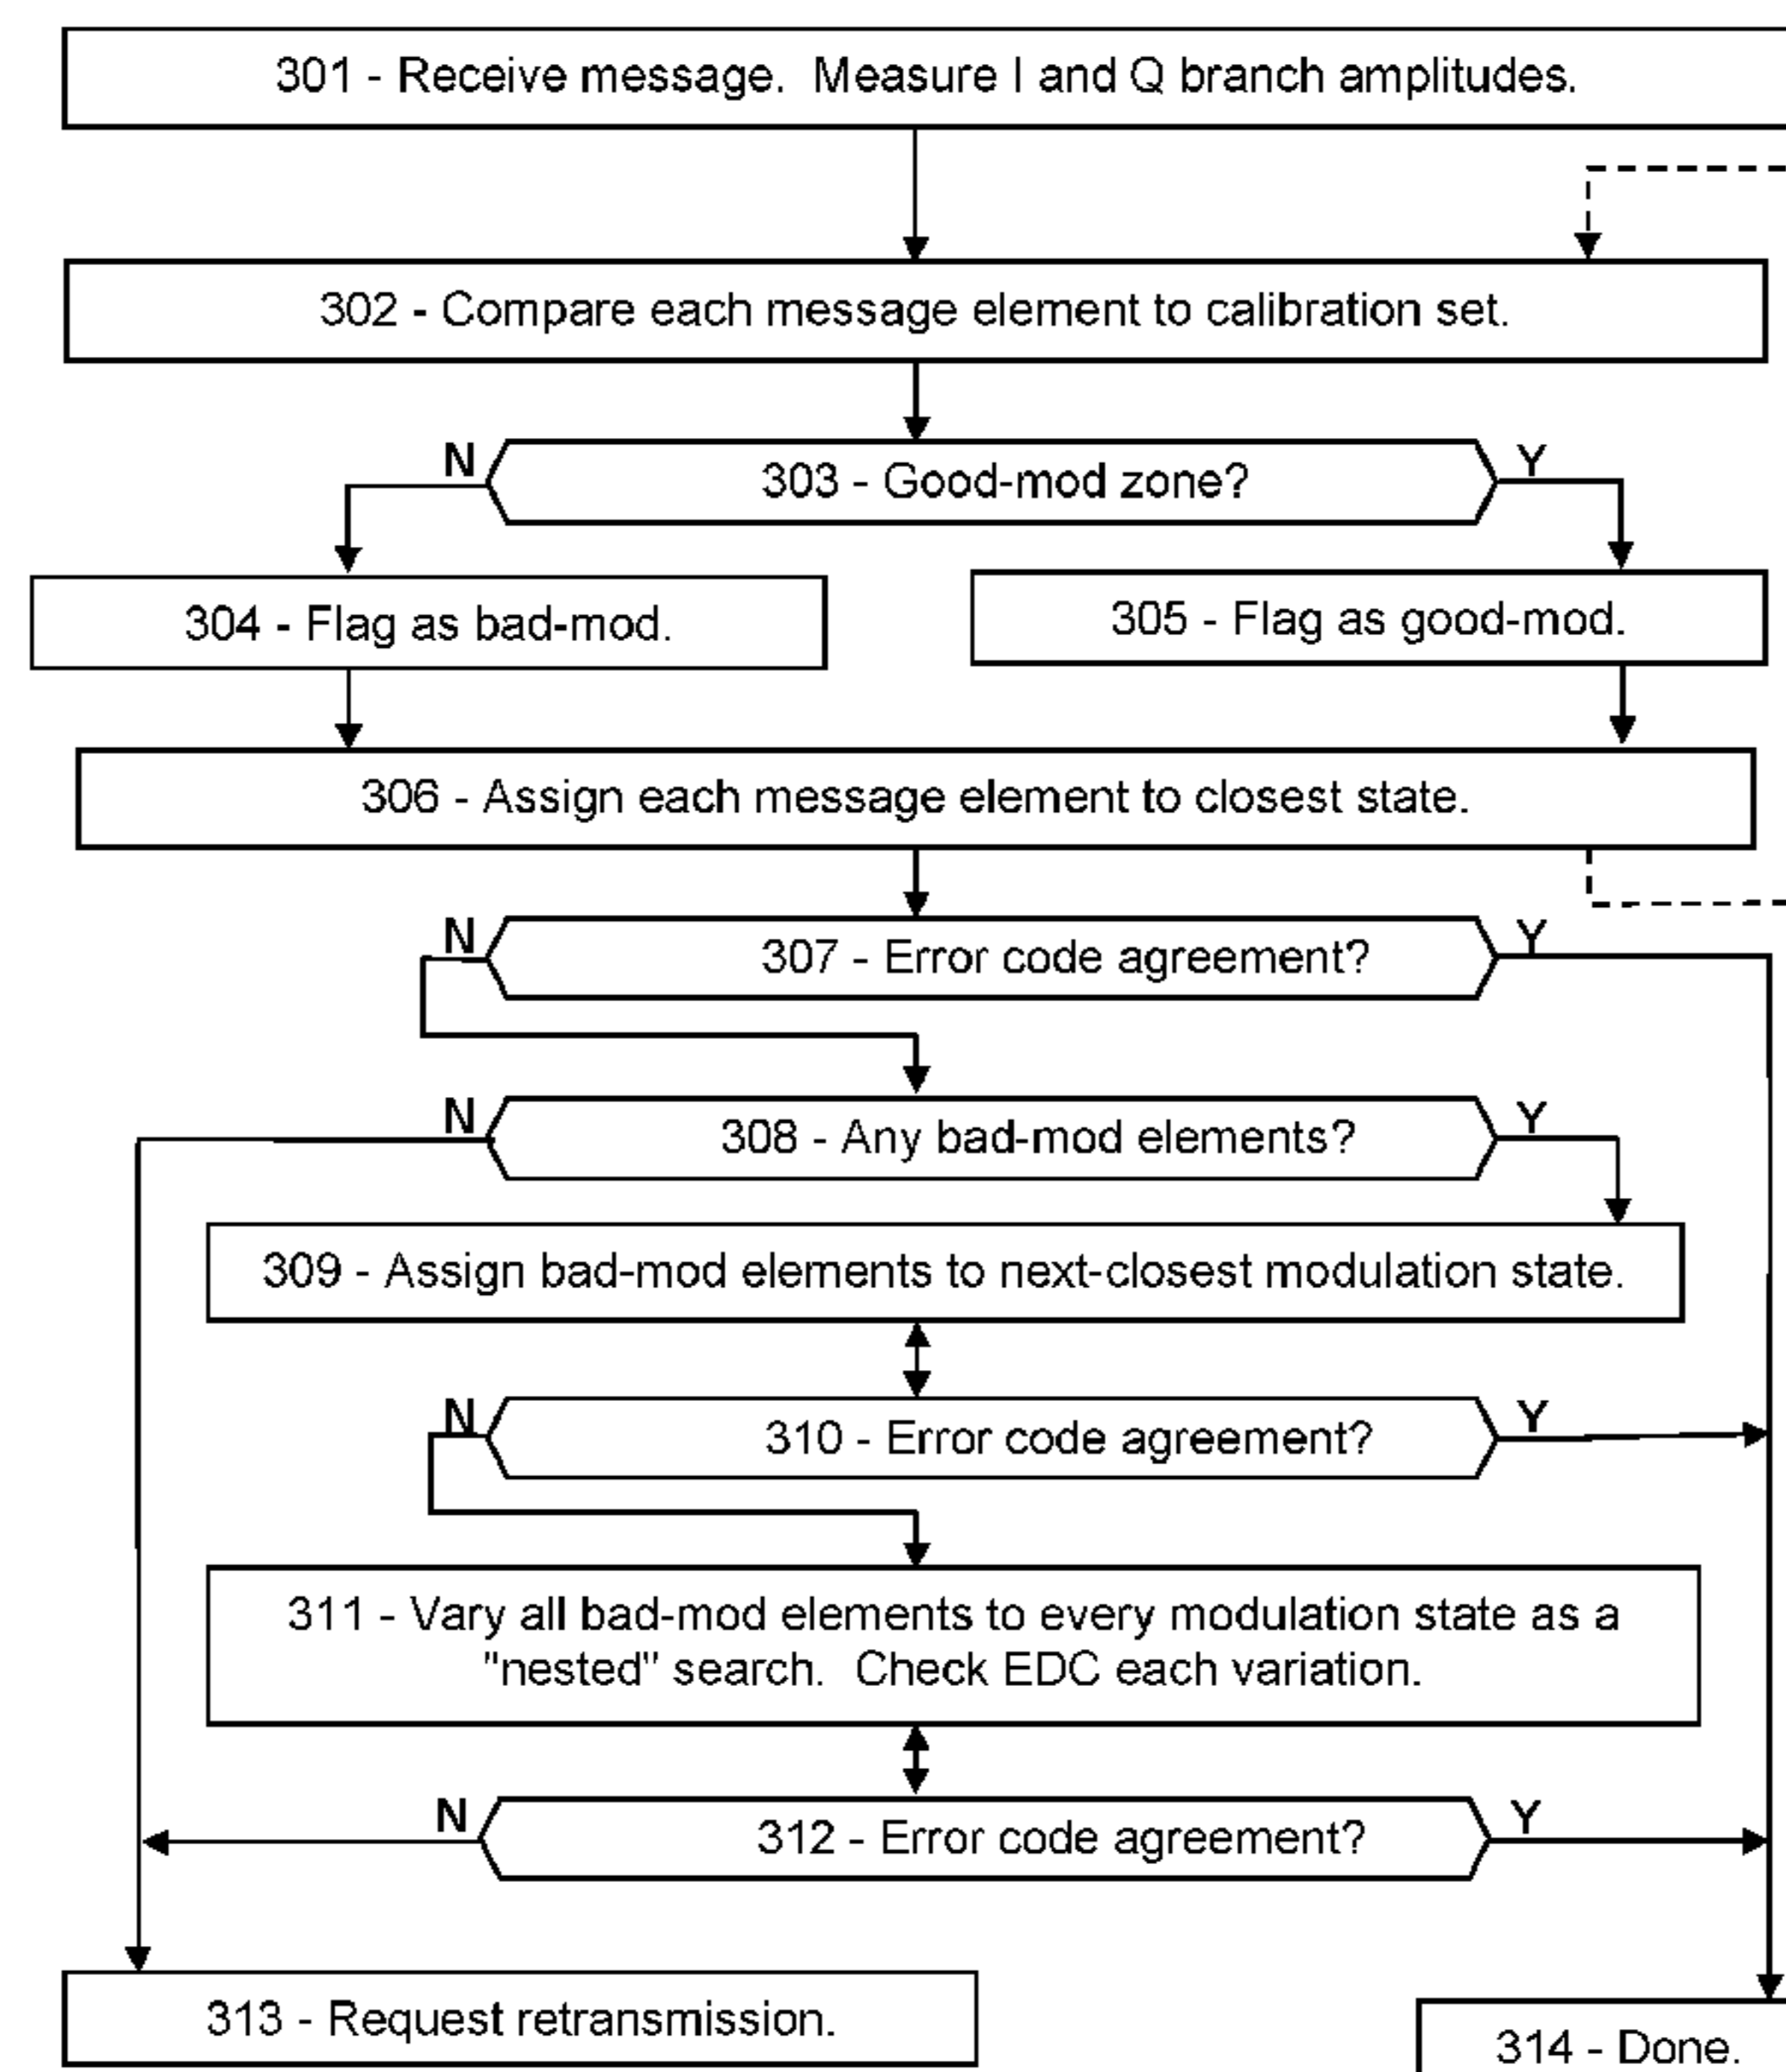 301 - Receive message.  Measure I and Q branch amplitudes.
302 - Compare each message element to calibration set.
N
303 - Good-mod zone?
Y
304 - Flag as bad-mod.
305 - Flag as good-mod.
306 - Assign each message element to closest state.
N
307 - Error code agreement?
Y
N
308 - Any bad-mod elements?
Y
309 - Assign bad-mod elements to next-closest modulation state.
N
310 - Error code agreement?
Y
311 - Vary all bad-mod elements to every modulation state as a
"nested" search.  Check EDC each variation.
N
312 - Error code agreement?
Y
313 - Request retransmission.
314 - Done.